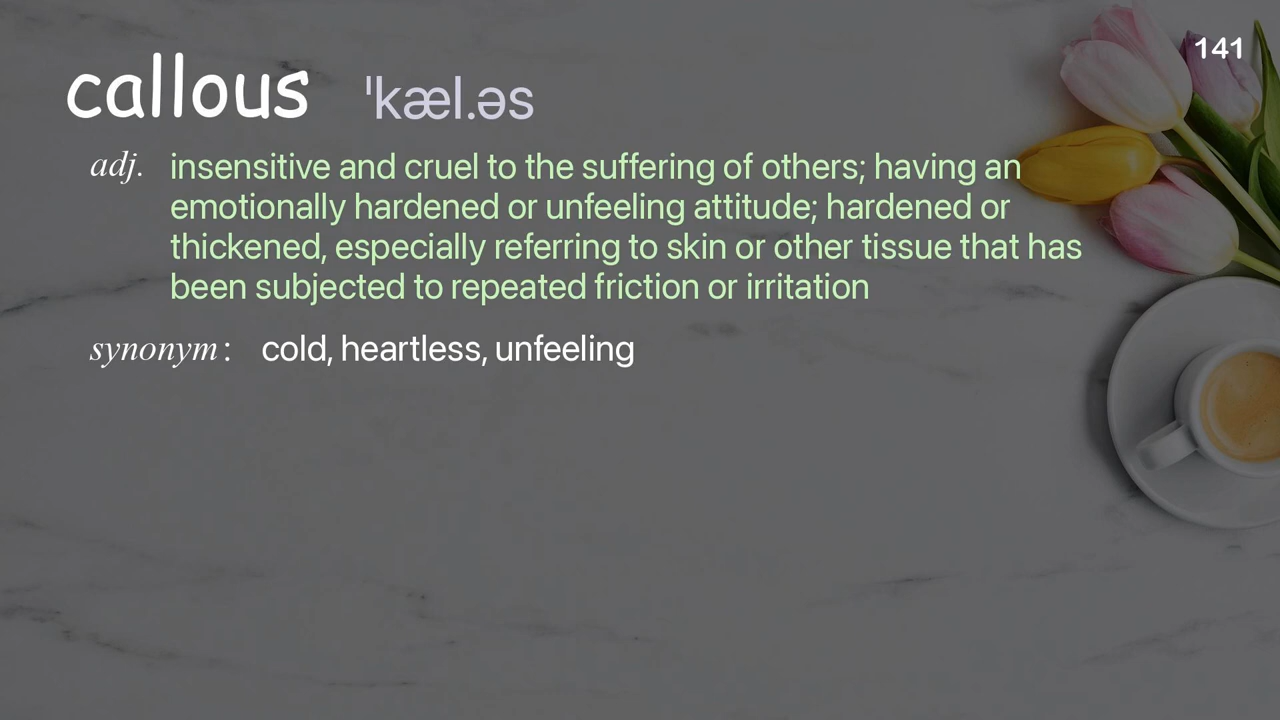 141
callous ˈkæl.əs
adj. insensitive and cruel to the suffering of others; having an
emotionally hardened or unfeeling attitude; hardened or
thickened, especially referring to skin or other tissue that has
been subjected to repeated friction or irritation
synonym: cold, heartless, unfeeling